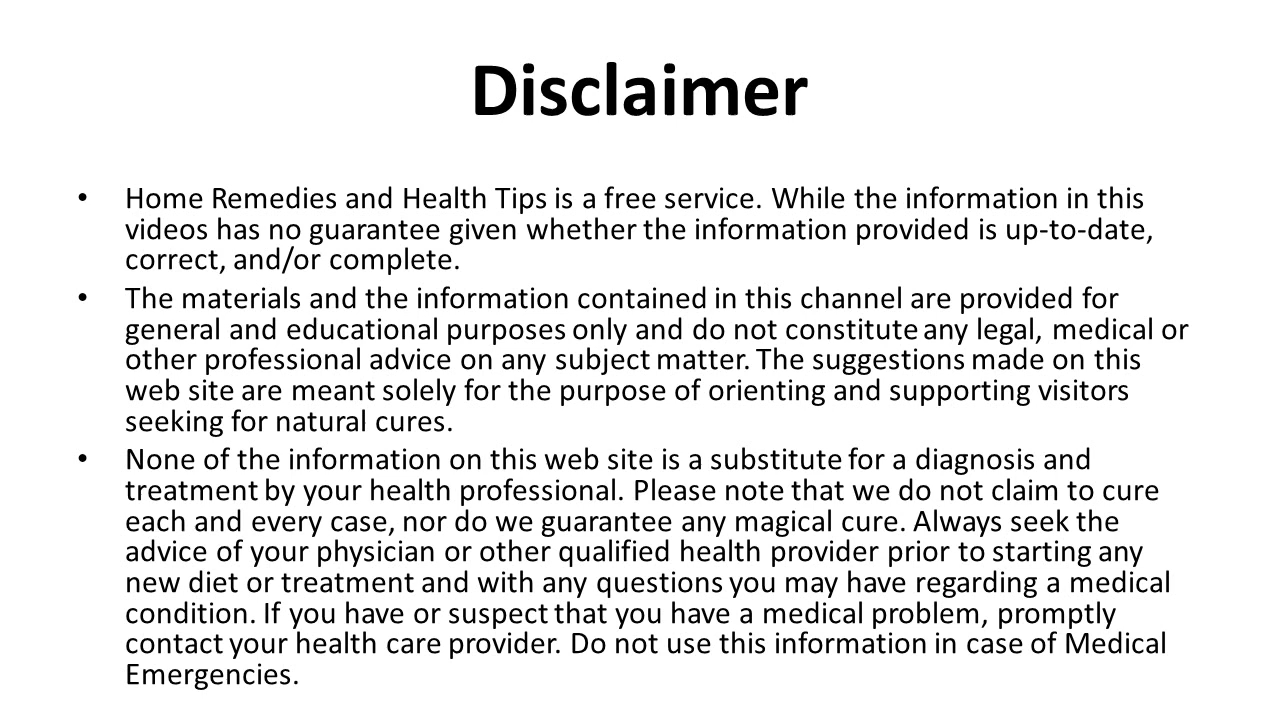 Disclaimer
• Home Remedies and Health Tips is a free service. While the information in this
videos has no guarantee given whether the information provided is up-to-date,
correct, and/or complete.
• The materials and the information contained in this channel are provided for
general and educational purposes only and do not constitute any legal, medical or
other professional advice on any subject matter. The suggestions made on this
web site are meant solely for the purpose of orienting and supporting visitors
seeking for natural cures.
• None of the information on this web site is a substitute for a diagnosis and
treatment by your health professional. Please note that we do not claim to cure
each and every case, nor do we guarantee any magical cure. Always seek the
advice of your physician or other qualified health provider prior to starting any
new diet or treatment and with any questions you may have regarding a medical
condition. If you have or suspect that you have a medical problem, promptly
contact your health care provider. Do not use this information in case of Medical
Emergencies.